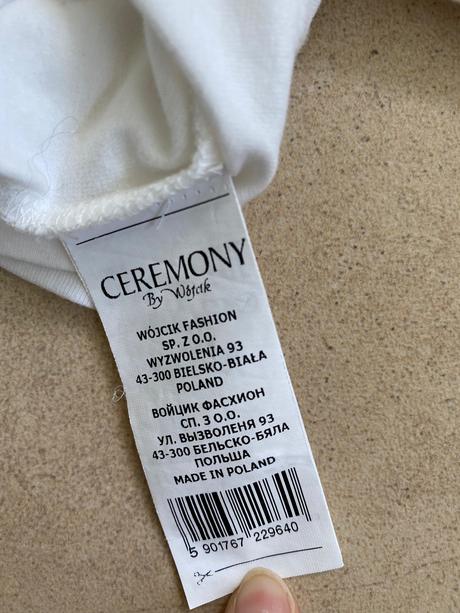 CEREMONY
By Wójcik
WÓJCIK FASHION
SP. Z O.O.
WYZWOLENIA 93
43-300 BIELSKO-BIAŁA
POLAND
ВОЙЦИК ФАСХИОН
СП. З О.О.
УЛ. ВЫЗВОЛЕНЯ 93
43-300 БЕЛЬСКО-БЯЛА
ПОЛЬША
MADE IN POLAND
5 901767 229640